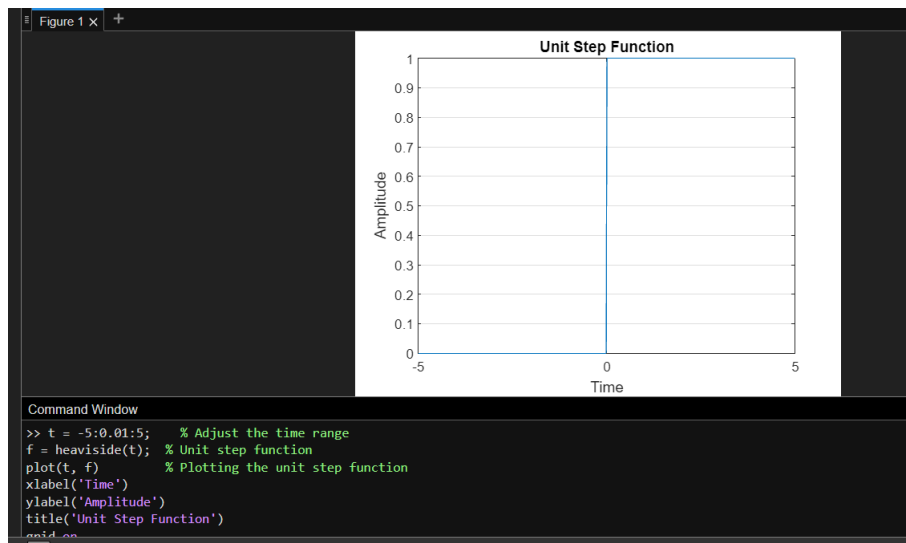 Figure 1 × +
Unit Step Function
1
0.9
0.8
0.7
0.6
0.5
0.4
0.3
0.2
0.1
0
Amplitude
-5 0 5
Time
Command Window
>> t = -5:0.01:5;    % Adjust the time range
f = heaviside(t);  % Unit step function
plot(t, f)         % Plotting the unit step function
xlabel('Time')
ylabel('Amplitude')
title('Unit Step Function')
grid on